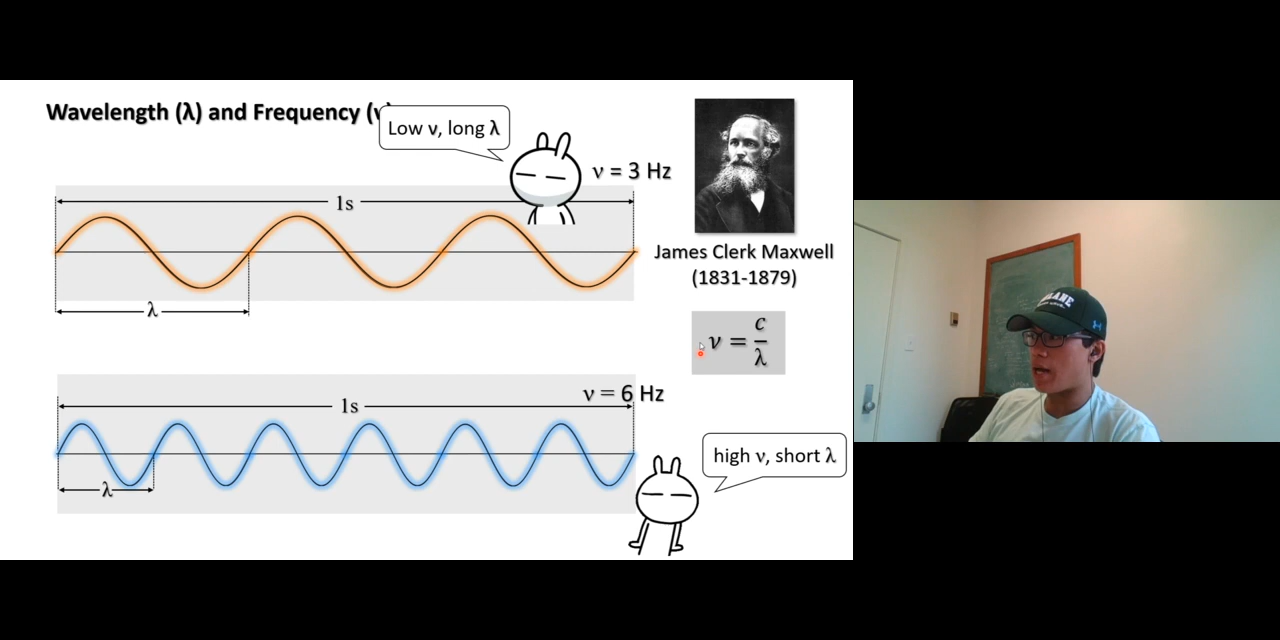 Wavelength (λ) and Frequency (ν)
Low ν, long λ
ν = 3 Hz
1s
λ
James Clerk Maxwell
(1831-1879)
ν = c/λ
ν = 6 Hz
1s
λ
high ν, short λ